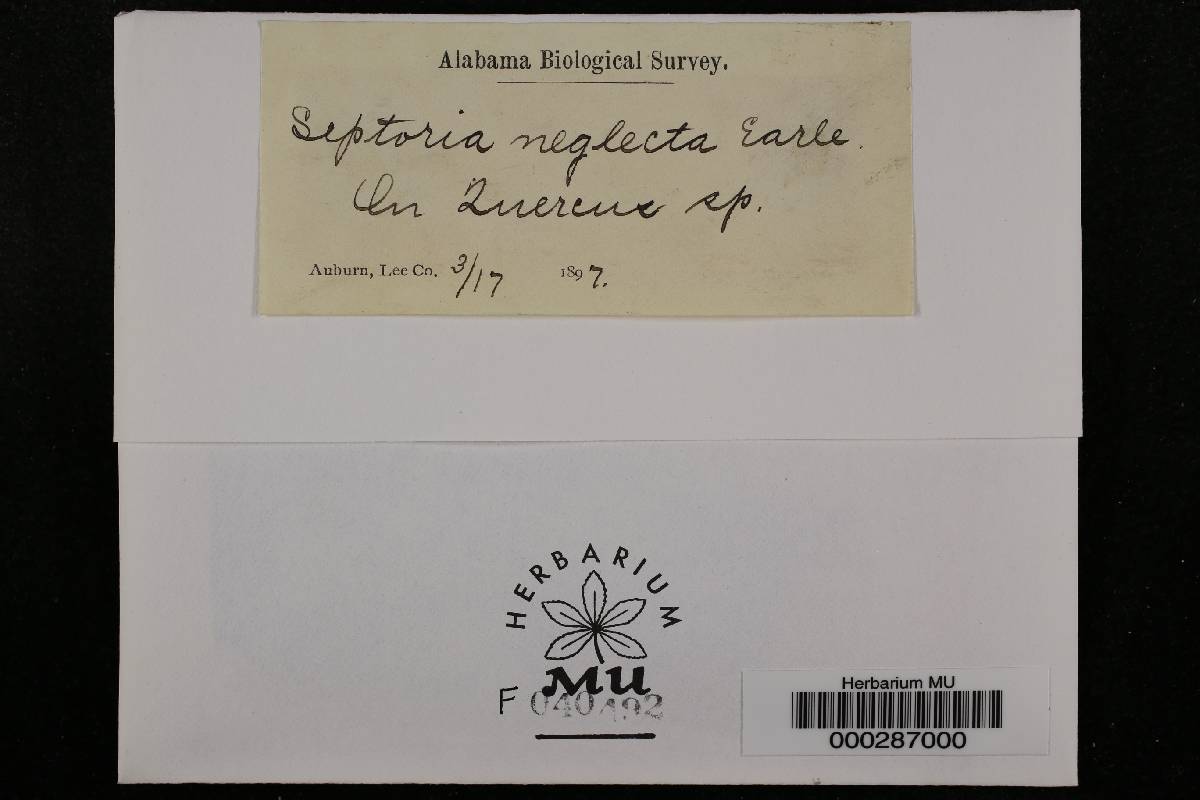 Alabama Biological Survey.
Septoria neglecta Earle.
On Quercus sp.
Auburn, Lee Co. 3/17 1897.
HERBARIUM
MU
F
Herbarium MU
000287000